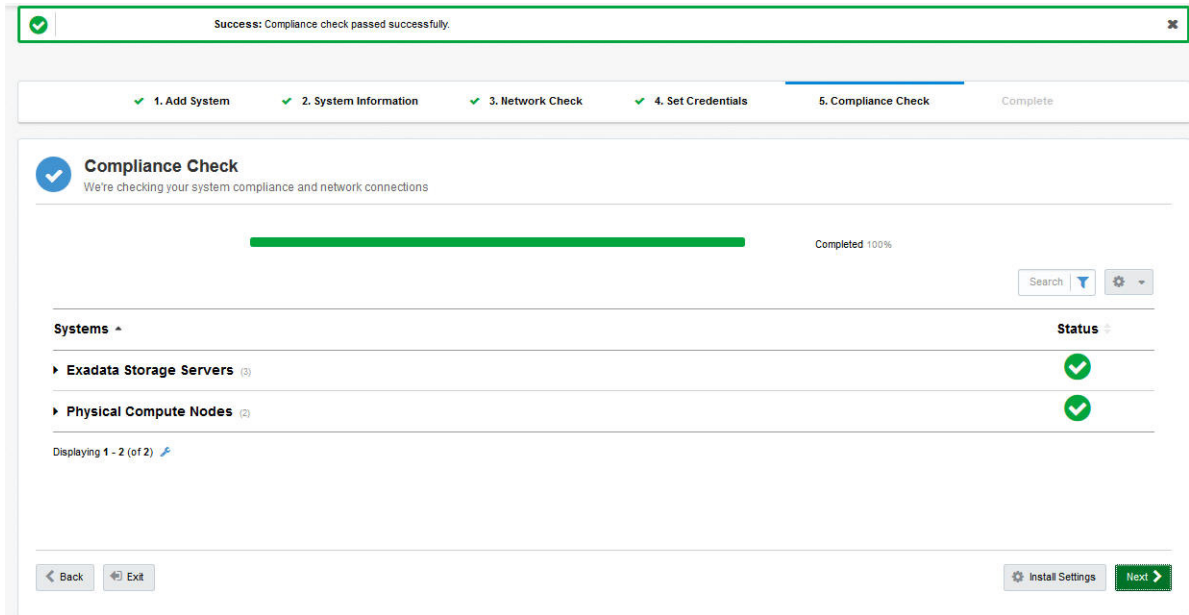 Success: Compliance check passed successfully.
1. Add System 2. System Information 3. Network Check 4. Set Credentials 5. Compliance Check Complete
Compliance Check
We're checking your system compliance and network connections
Completed 100%
Search
Systems Status
Exadata Storage Servers (3)
Physical Compute Nodes (2)
Displaying 1 - 2 (of 2)
Back Exit Install Settings Next